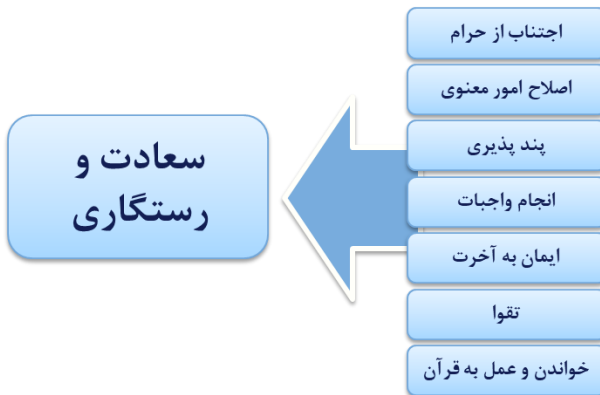 اجتناب از حرام
اصلاح امور معنوی
پند پذیری
انجام واجبات
ایمان به آخرت
تقوا
خواندن و عمل به قرآن
سعادت و
رستگاری